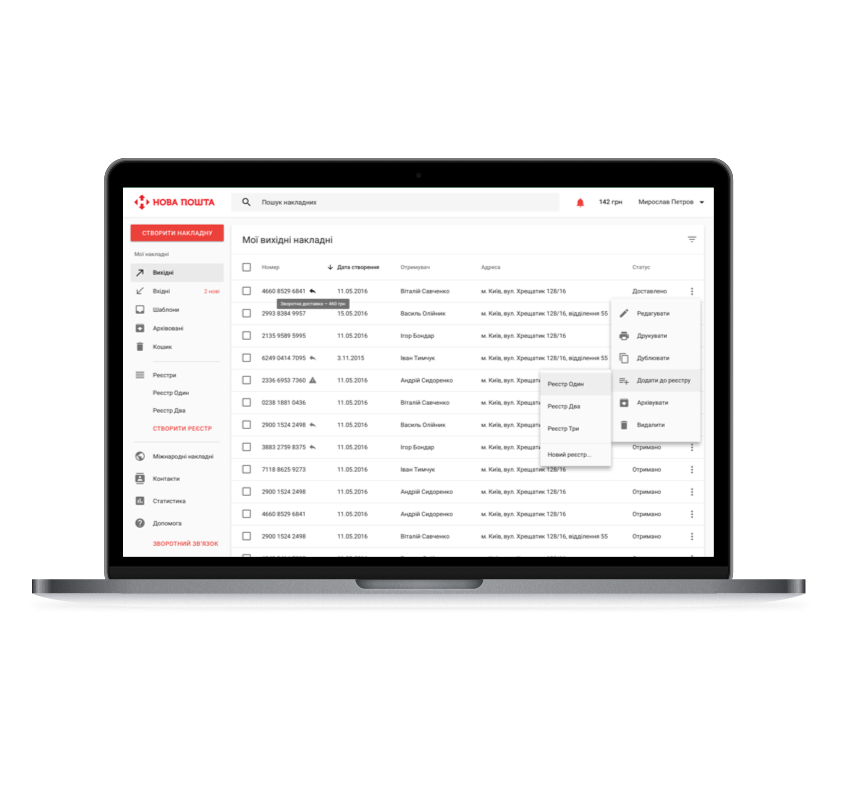 НОВА ПОШТА
Пошук накладних
142 грн
Мирослав Петров
СТВОРИТИ НАКЛАДНУ
Мої накладні
Вихідні
Вхідні 2 нові
Шаблони
Архівовані
Кошик
Реєстри
Реєстр Один
Реєстр Два
СТВОРИТИ РЕЄСТР
Міжнародні накладні
Контакти
Статистика
Допомога
ЗВОРОТНИЙ ЗВ'ЯЗОК
Мої вихідні накладні
Номер Дата створення Отримувач Адреса Статус
4660 8529 6841 11.05.2016 Віталій Савченко м. Київ, вул. Хрещатик 128/16 Доставлено
Зворотна доставка – 460 грн
2993 8384 9957 15.05.2016 Василь Олійник м. Київ, вул. Хрещатик 128/16, відділення 55
2135 9589 5995 11.05.2016 Ігор Бондар м. Київ, вул. Хрещатик 128/16
6249 0414 7095 3.11.2015 Іван Тимчук м. Київ, вул. Хрещатик 128/16, відділення 55
2336 6953 7360 11.05.2016 Андрій Сидоренко м. Київ, вул. Хрещати
0238 1881 0436 11.05.2016 Віталій Савченко м. Київ, вул. Хрещати
2900 1524 2498 11.05.2016 Василь Олійник м. Київ, вул. Хрещати
3883 2759 8375 11.05.2016 Ігор Бондар м. Київ, вул. Хрещати Отримано
7118 8625 9273 11.05.2016 Іван Тимчук м. Київ, вул. Хрещатик 128/16 Отримано
2900 1524 2498 11.05.2016 Андрій Сидоренко м. Київ, вул. Хрещатик 128/16 Отримано
4660 8529 6841 11.05.2016 Андрій Сидоренко м. Київ, вул. Хрещатик 128/16 Отримано
2900 1524 2498 11.05.2016 Віталій Савченко м. Київ, вул. Хрещатик 128/16, відділення 55 Отримано
Редагувати
Друкувати
Дублювати
Додати до реєстру
Архівувати
Видалити
Реєстр Один
Реєстр Два
Реєстр Три
Новий реєстр...